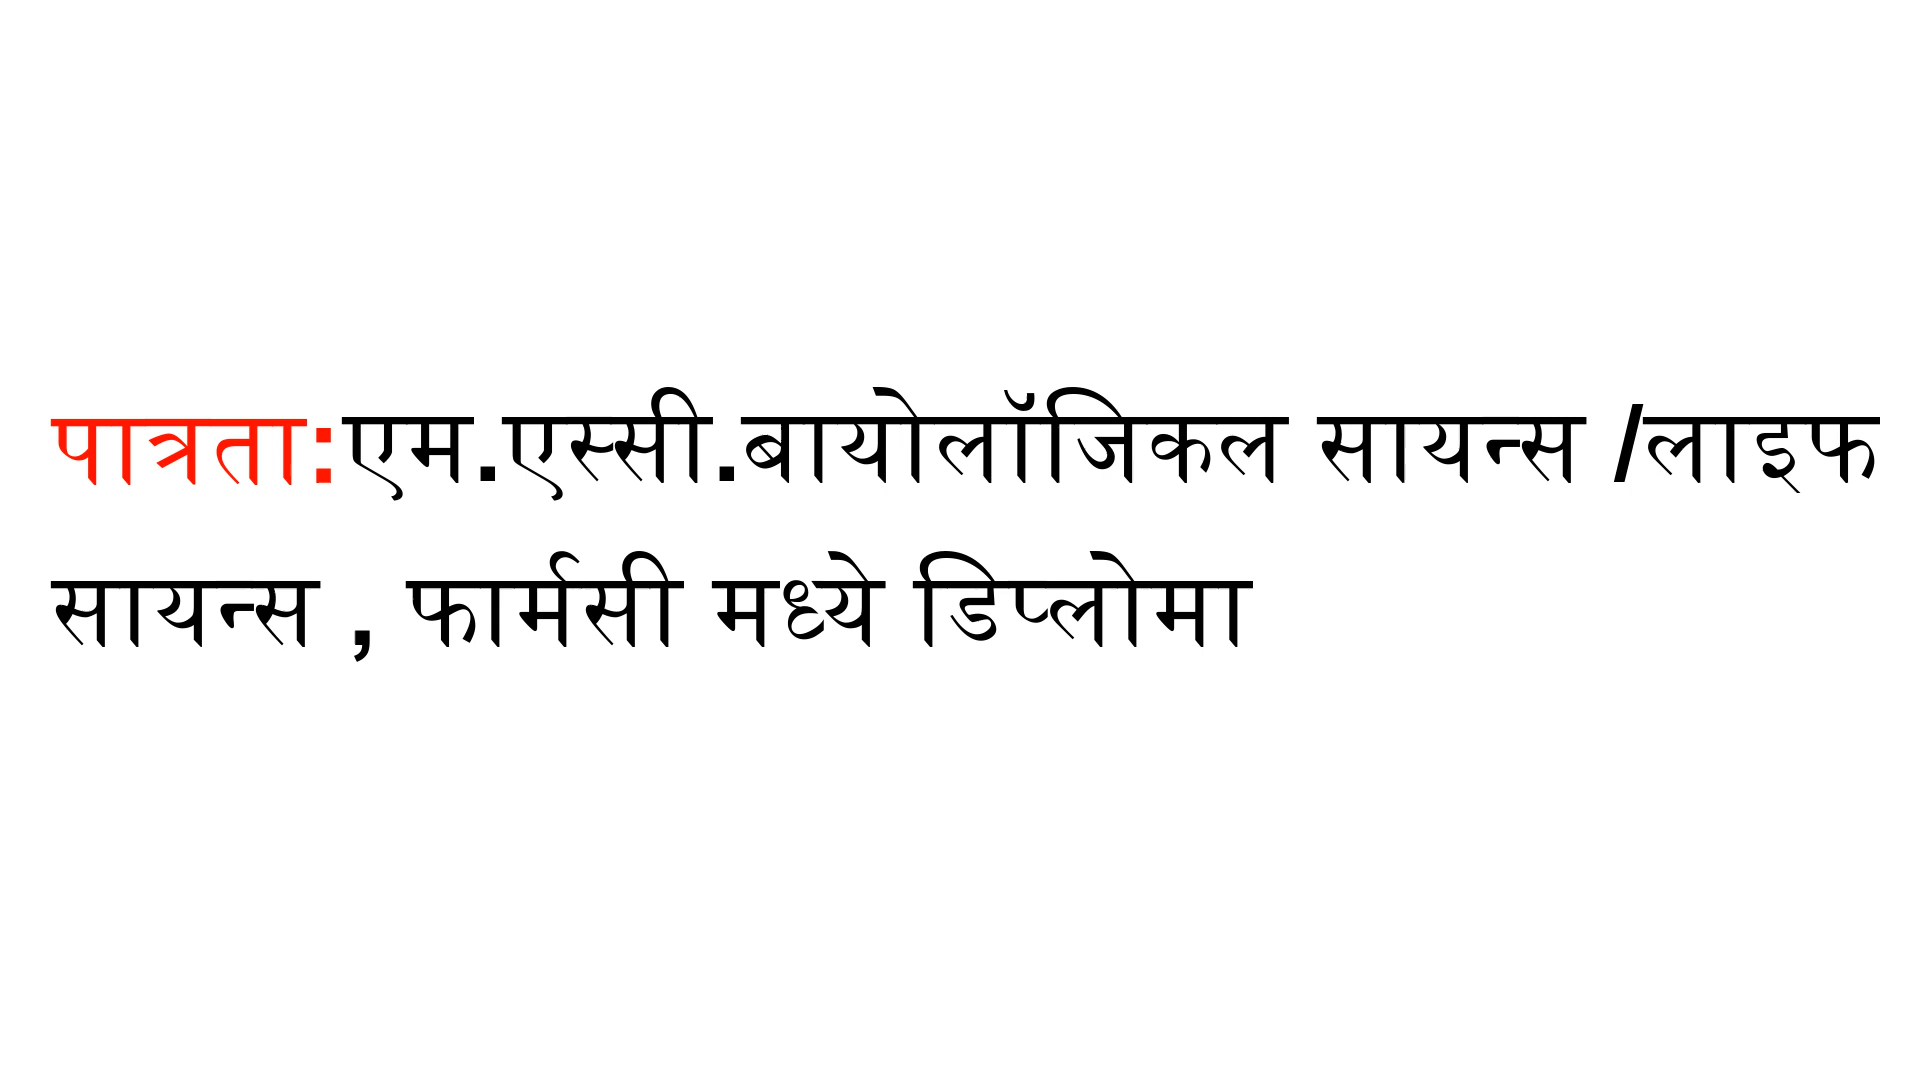 पात्रता:एम.एस्सी.बायोलॉजिकल सायन्स /लाइफ
सायन्स , फार्मसी मध्ये डिप्लोमा